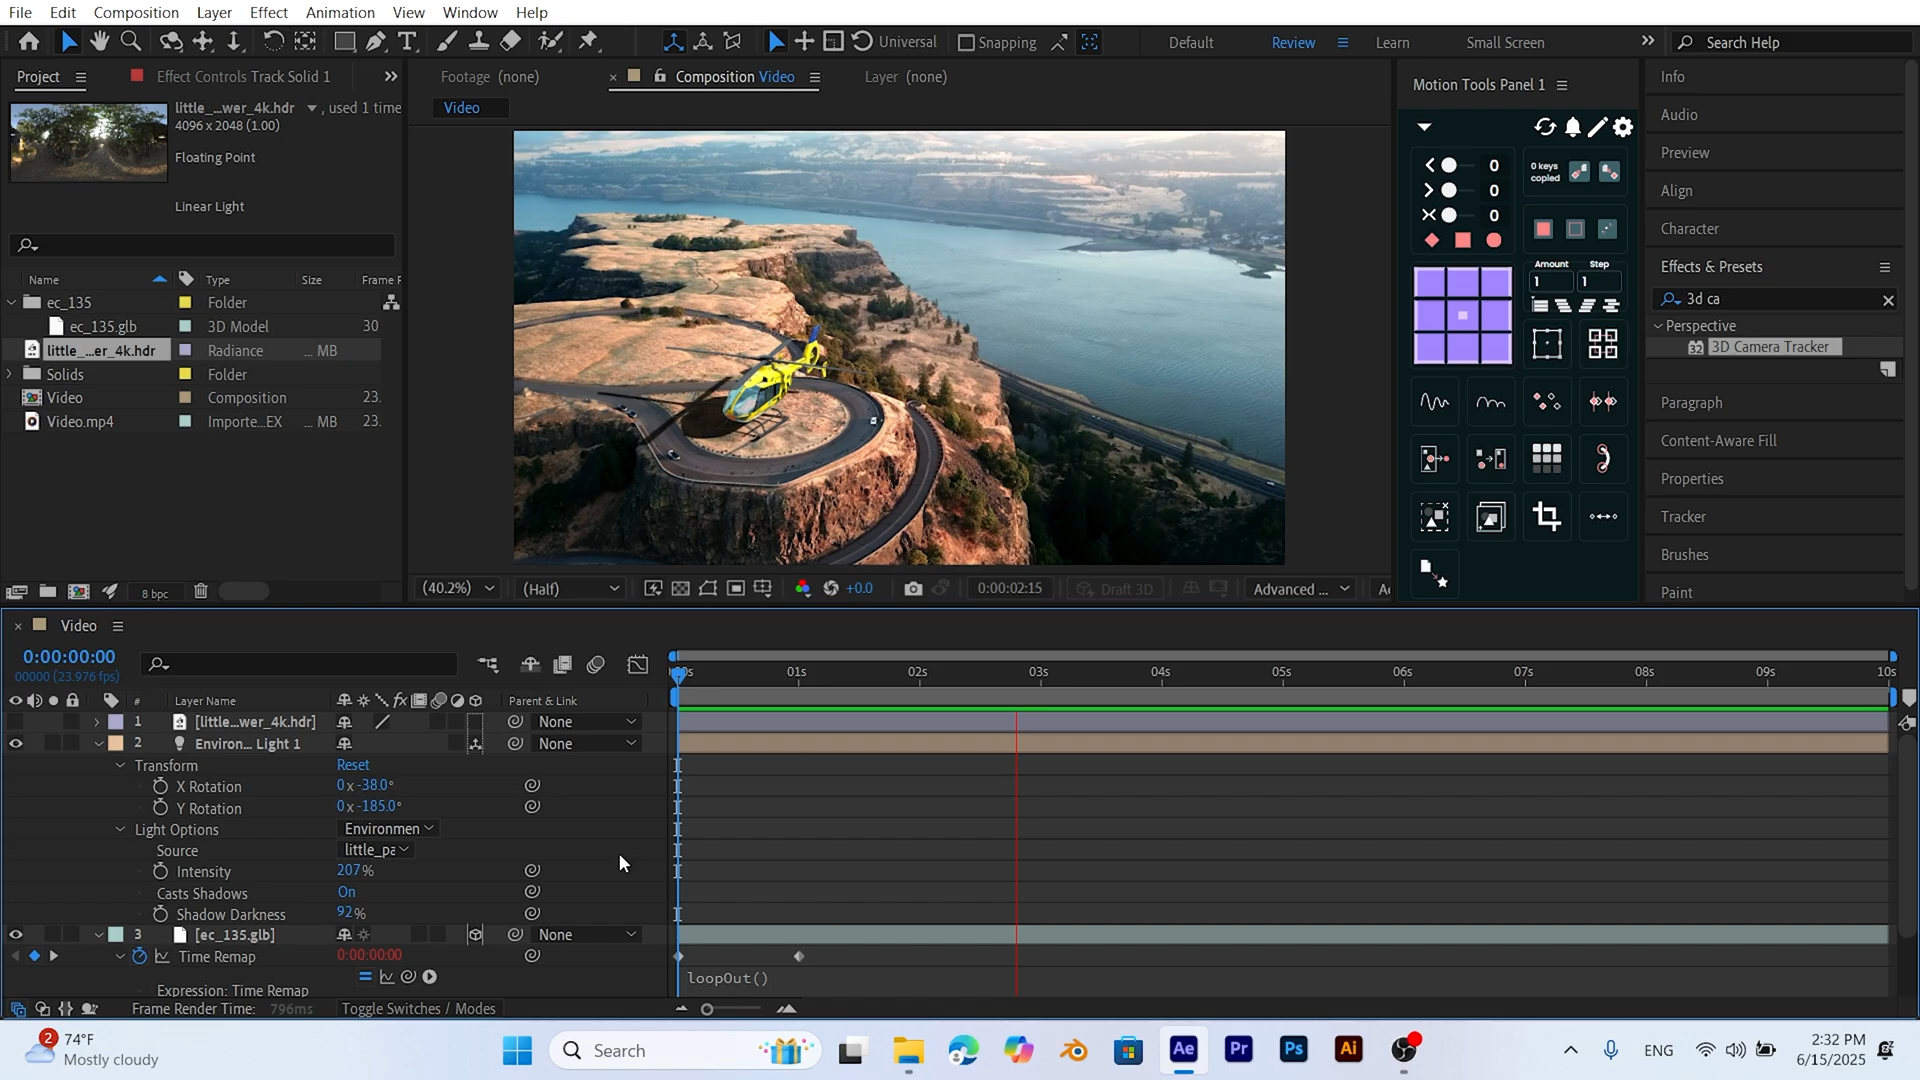 File Edit Composition Layer Effect Animation View Window Help
Universal Snapping Default Review Learn Small Screen Search Help
Project Effect Controls Track Solid 1
little_...wer_4k.hdr , used 1 time
4096 x 2048 (1.00)
Floating Point
Linear Light
Name Type Size Frame F
ec_135 Folder
ec_135.glb 3D Model 30
little_...er_4k.hdr Radiance ... MB
Solids Folder
Video Composition 23.
Video.mp4 Importe...EX ... MB 23.
8 bpc
Footage (none) Composition Video Layer (none)
Video
(40.2%) (Half) +0.0 0:00:02:15 Draft 3D Advanced ...
Motion Tools Panel 1
0
0
0
0 keys
copied
Amount Step
1 1
Info
Audio
Preview
Align
Character
Effects & Presets
3d ca
Perspective
32 3D Camera Tracker
Paragraph
Content-Aware Fill
Properties
Tracker
Brushes
Paint
Video
0:00:00:00
00000 (23.976 fps)
01s 02s 03s 04s 05s 06s 07s 08s 09s 10s
# Layer Name Parent & Link
1 [little...wer_4k.hdr] None
2 Environ... Light 1 None
Transform Reset
X Rotation 0 x -38.0°
Y Rotation 0 x -185.0°
Light Options Environmen
Source little_pa
Intensity 207%
Casts Shadows On
Shadow Darkness 92%
3 [ec_135.glb] None
Time Remap 0:00:00:00
Expression: Time Remap loopOut()
Frame Render Time: 796ms Toggle Switches / Modes
2 74°F
Mostly cloudy
Search
Ae Pr Ps Ai
ENG
2:32 PM
6/15/2025